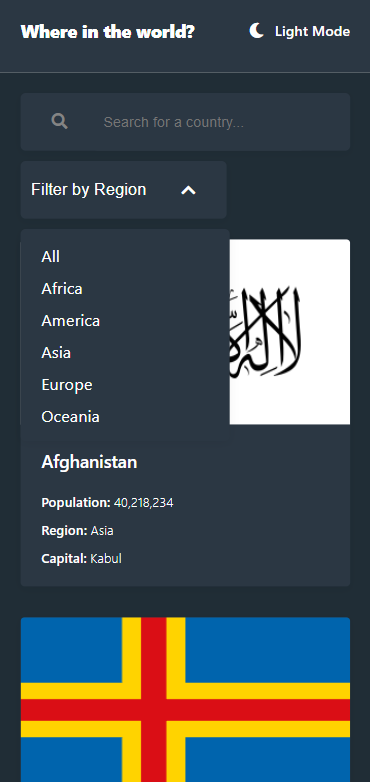 Where in the world?
Light Mode
Search for a country...
Filter by Region
All
Africa
America
Asia
Europe
Oceania
Afghanistan
Population: 40,218,234
Region: Asia
Capital: Kabul